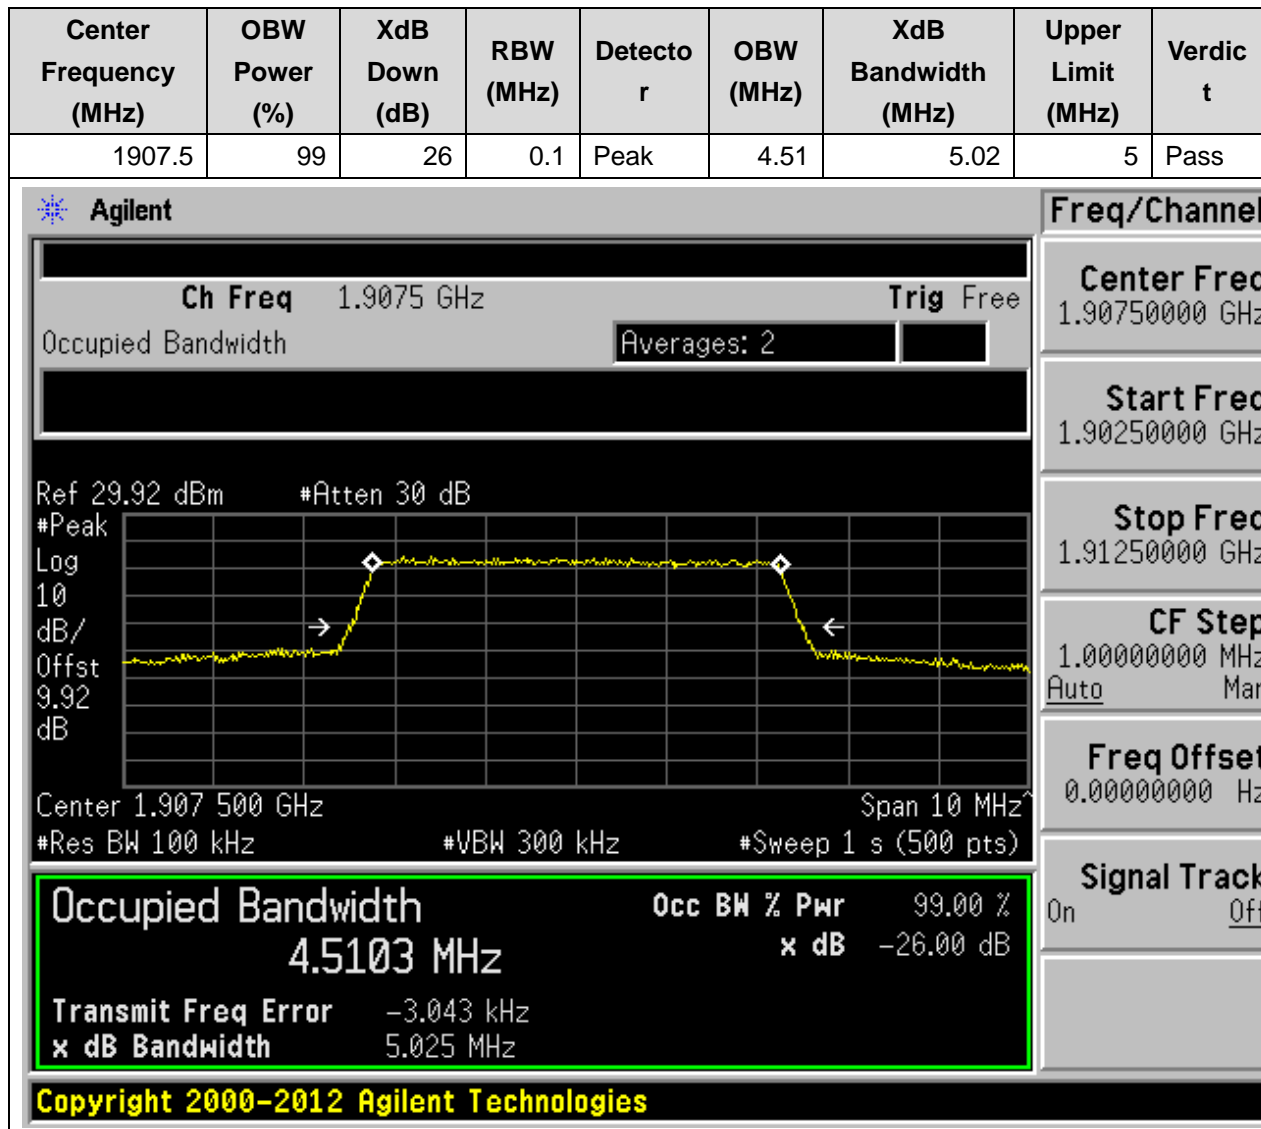 Center Frequency (MHz) OBW Power (%) XdB Down (dB) RBW (MHz) Detecto r OBW (MHz) XdB Bandwidth (MHz) Upper Limit (MHz) Verdic t
1907.5 99 26 0.1 Peak 4.51 5.02 5 Pass
Agilent
Freq/Channel
Ch Freq 1.9075 GHz Trig Free
Occupied Bandwidth Averages: 2
Center Freq
1.90750000 GHz
Start Freq
1.90250000 GHz
Stop Freq
1.91250000 GHz
CF Step
1.00000000 MHz
Auto Man
Freq Offset
0.00000000 Hz
Signal Track
On Off
Ref 29.92 dBm #Atten 30 dB
#Peak
Log
10
dB/
Offst
9.92
dB
Center 1.907 500 GHz Span 10 MHz^
#Res BW 100 kHz #VBW 300 kHz #Sweep 1 s (500 pts)
Occupied Bandwidth
4.5103 MHz
Occ BW % Pwr 99.00 %
x dB -26.00 dB
Transmit Freq Error -3.043 kHz
x dB Bandwidth 5.025 MHz
Copyright 2000-2012 Agilent Technologies